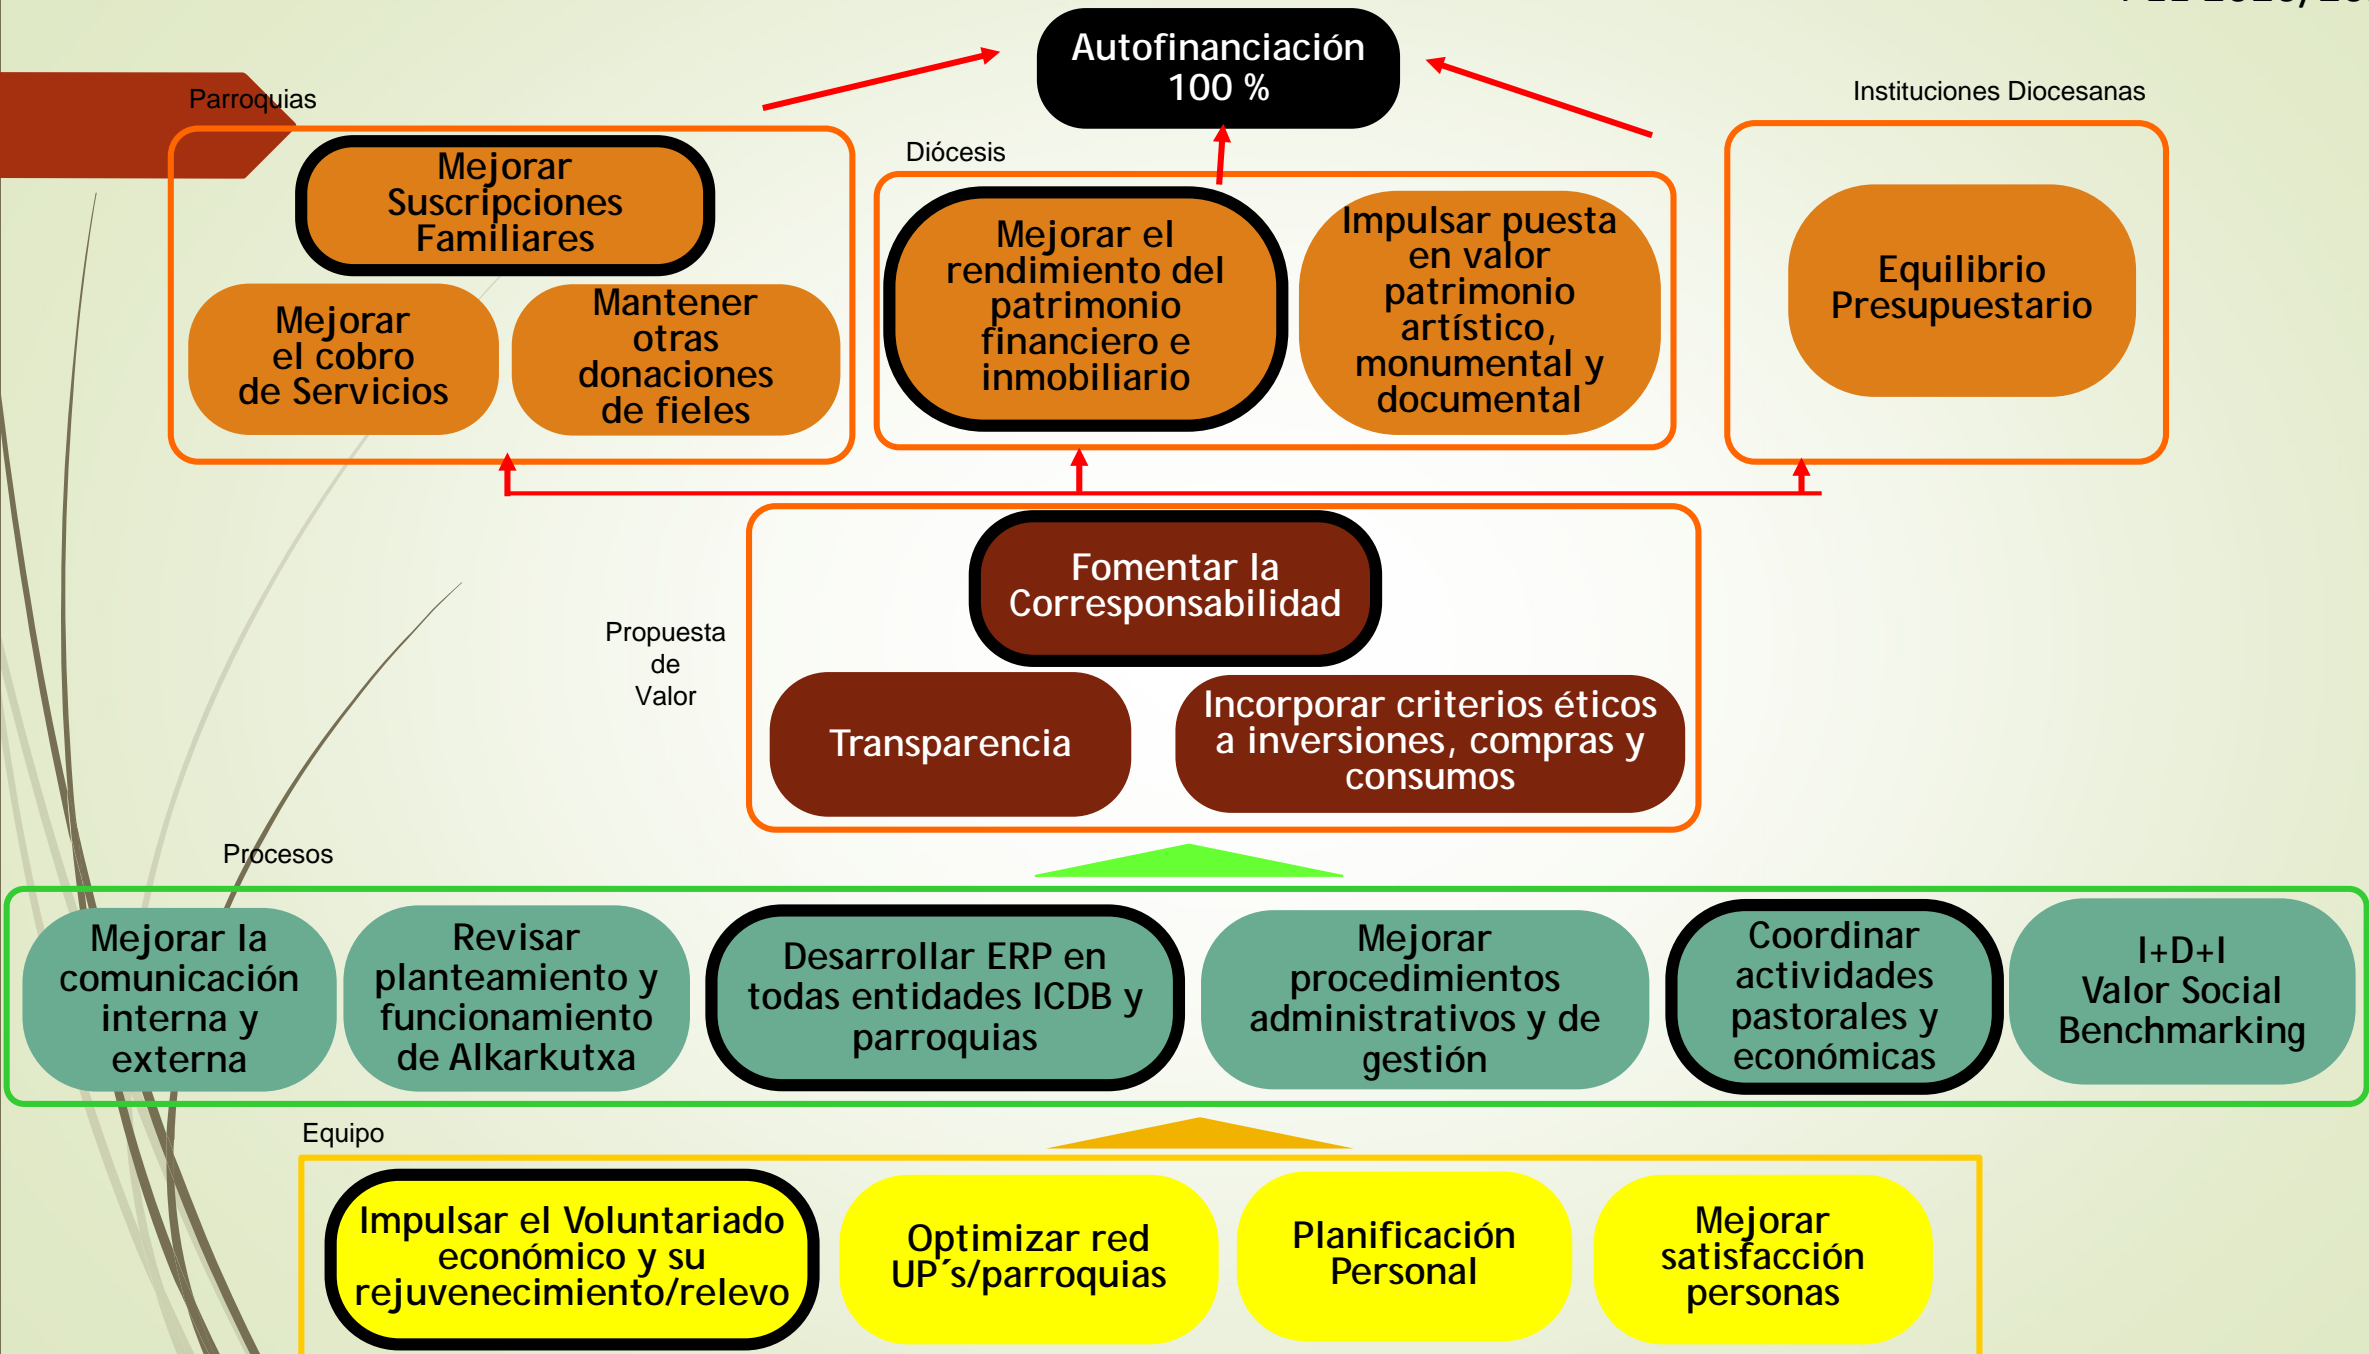 Autofinanciación
100 %
Parroquias
Instituciones Diocesanas
Diócesis
Mejorar
Suscripciones
Familiares
Mejorar
el cobro
de Servicios
Mantener
otras
donaciones
de fieles
Mejorar el
rendimiento del
patrimonio
financiero e
inmobiliario
Impulsar puesta
en valor
patrimonio
artístico,
monumental y
documental
Equilibrio
Presupuestario
Propuesta
de
Valor
Fomentar la
Corresponsabilidad
Transparencia
Incorporar criterios éticos
a inversiones, compras y
consumos
Procesos
Mejorar la
comunicación
interna y
externa
Revisar
planteamiento y
funcionamiento
de Alkarkutxa
Desarrollar ERP en
todas entidades ICDB y
parroquias
Mejorar
procedimientos
administrativos y de
gestión
Coordinar
actividades
pastorales y
económicas
I+D+I
Valor Social
Benchmarking
Equipo
Impulsar el Voluntariado
económico y su
rejuvenecimiento/relevo
Optimizar red
UP´s/parroquias
Planificación
Personal
Mejorar
satisfacción
personas